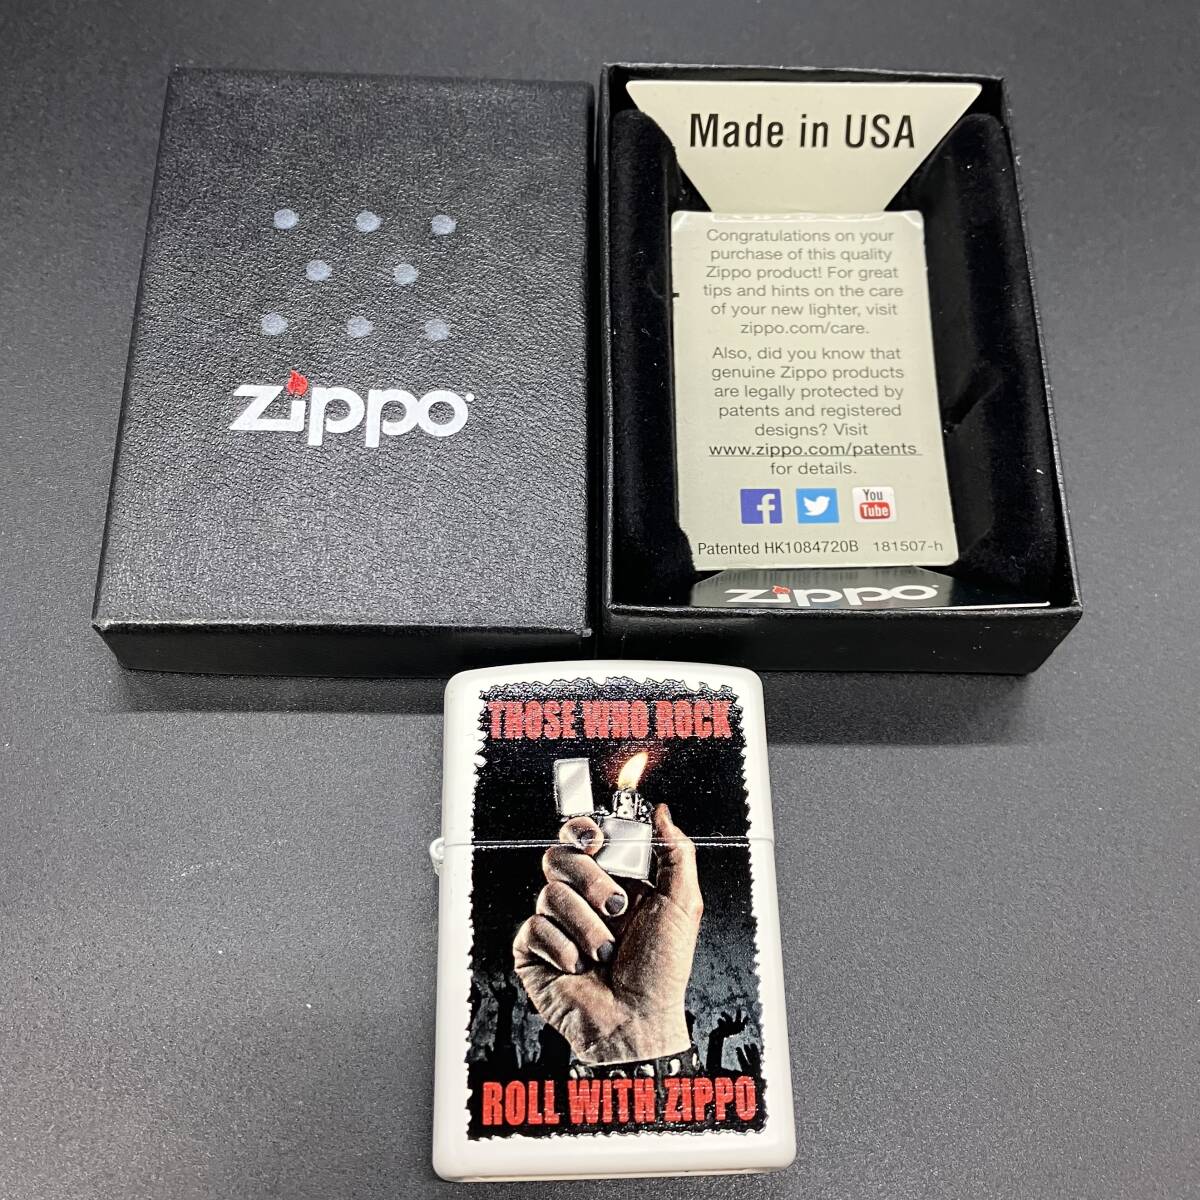 zippo
Made in USA
Congratulations on your
purchase of this quality
Zippo product! For great
tips and hints on the care
of your new lighter, visit
zippo.com/care.
Also, did you know that
genuine Zippo products
are legally protected by
patents and registered
designs? Visit
www.zippo.com/patents
for details.
f
You
Tube
Patented HK1084720B 181507-h
zippo
THOSE WHO ROCK
ROLL WITH ZIPPO